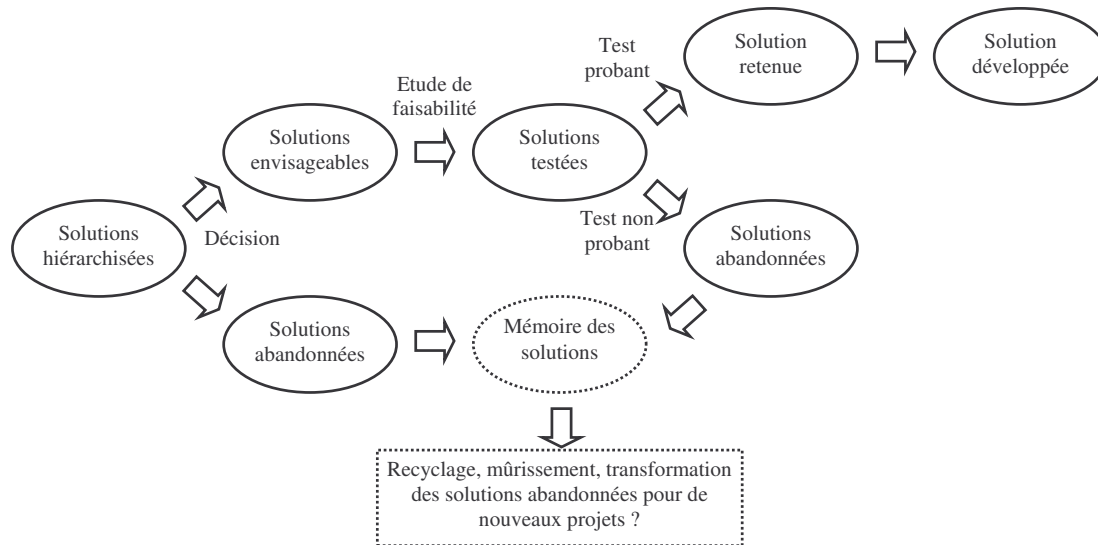 Test
probant
Solution
retenue
Solution
développée
Etude de
faisabilité
Solutions
envisageables
Solutions
testées
Solutions
hiérarchisées
Décision
Test non
probant
Solutions
abandonnées
Solutions
abandonnées
Mémoire des
solutions
Recyclage, mûrissement, transformation
des solutions abandonnées pour de
nouveaux projets ?